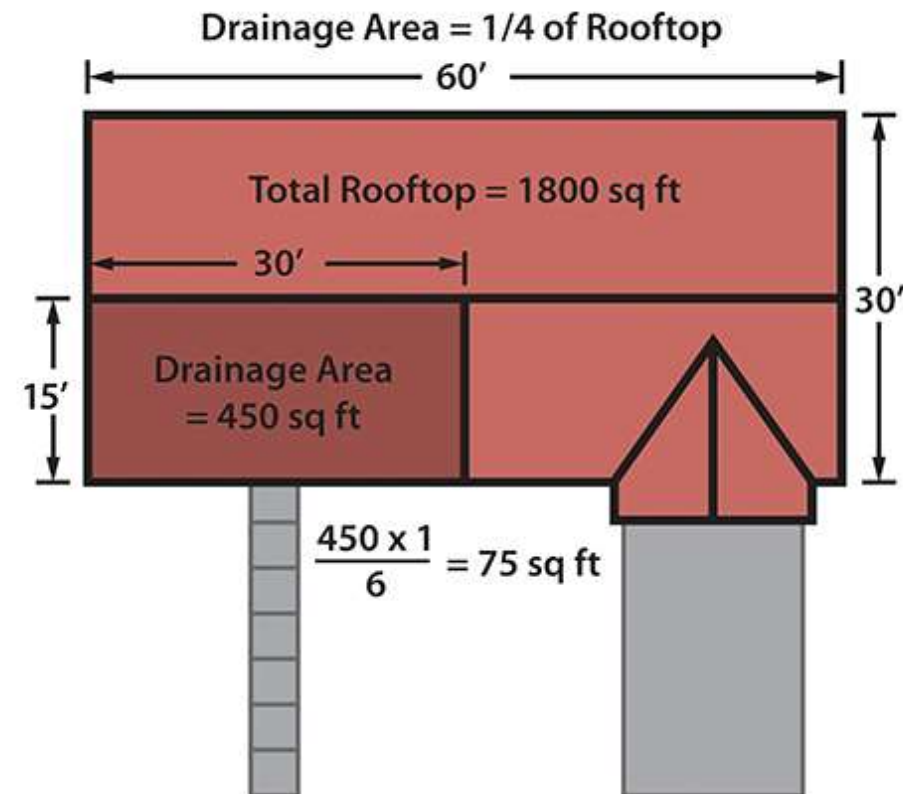 Drainage Area = 1/4 of Rooftop
60′
Total Rooftop = 1800 sq ft
30′
30′
15′
Drainage Area
= 450 sq ft
450 x 1
6
= 75 sq ft